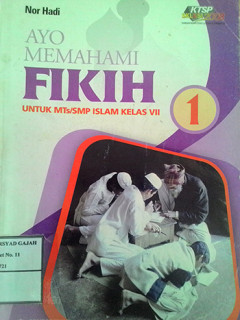 Nor Hadi
KTSP
AYO
MEMAHAMI
FIKIH
UNTUK MTs/SMP ISLAM KELAS VII
1
SYAD GAJAH
No. 11